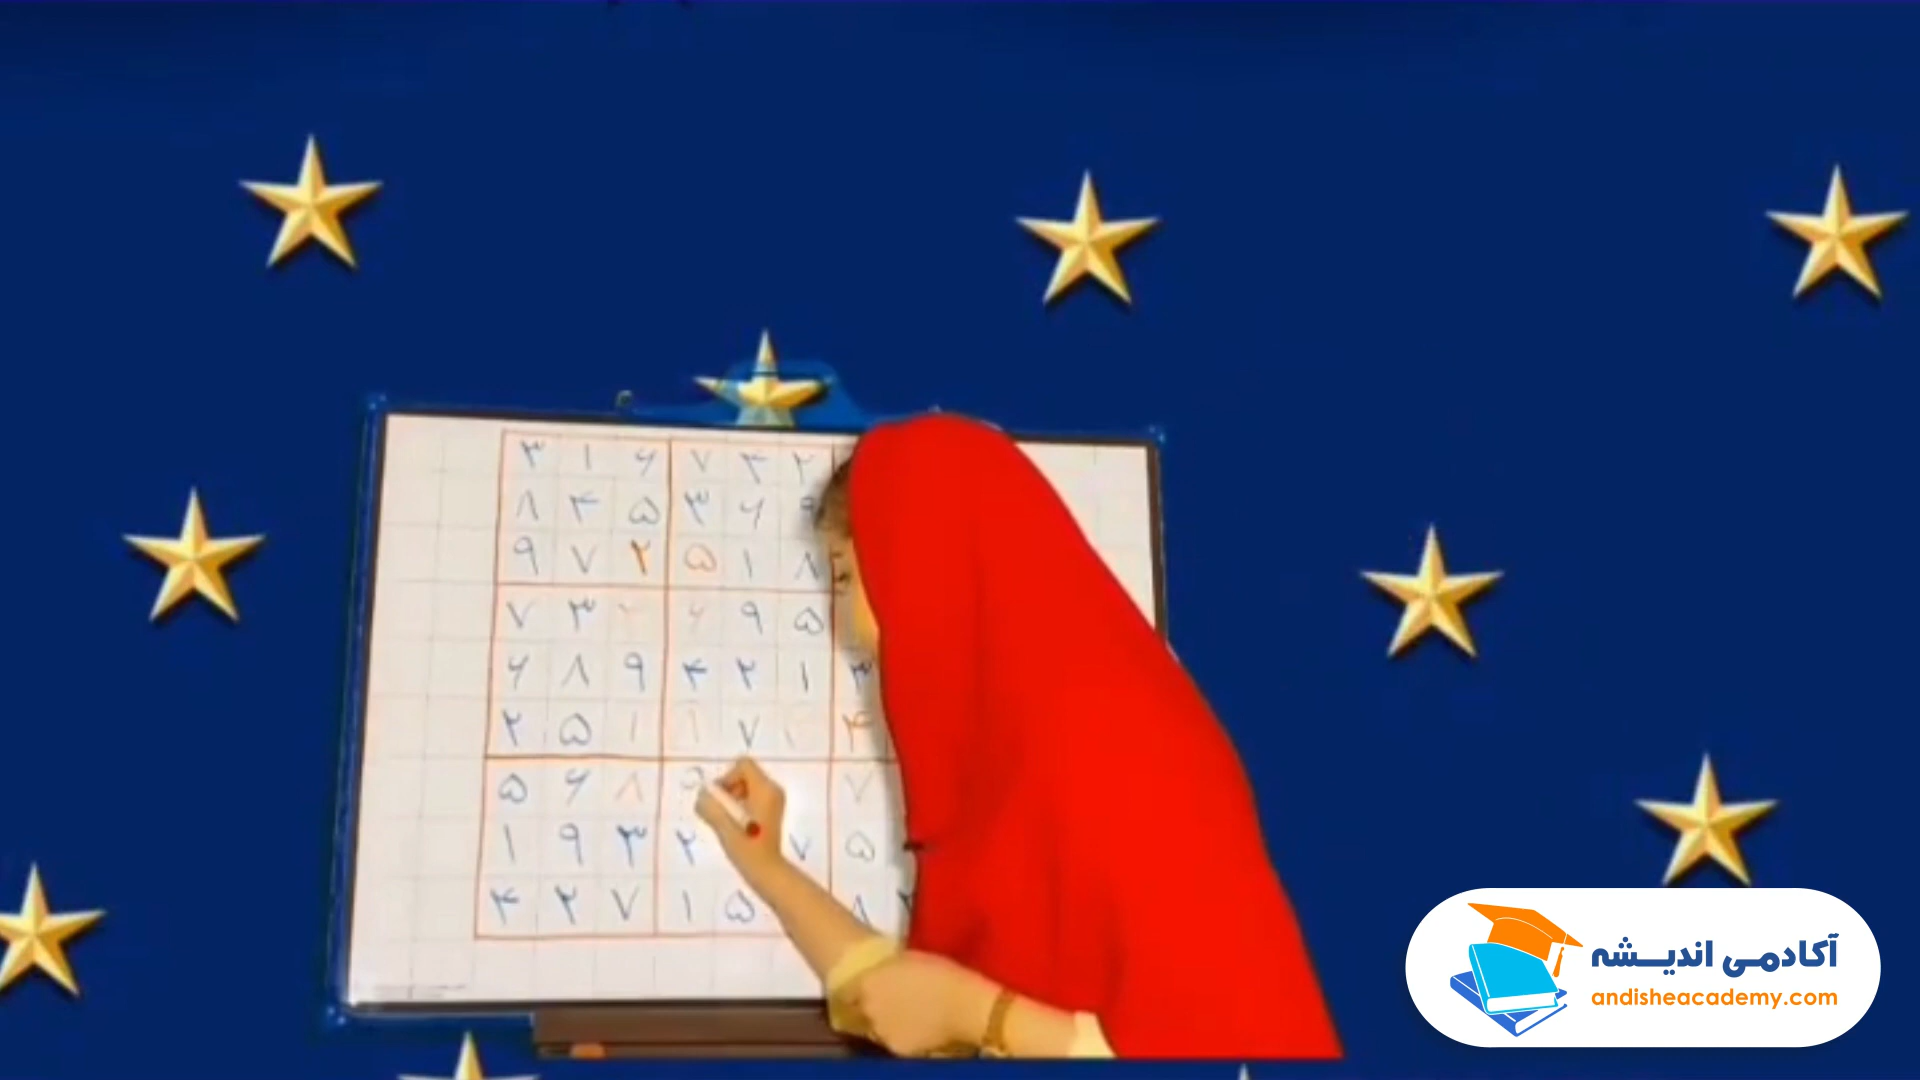 ۳ ۱ ۶ ۷ ۴ ۲
۸ ۴ ۵ ۳ ۶ ۹
۹ ۷ ۲ ۵ ۱ ۸
۷ ۳ ۹ ۵
۶ ۸ ۹ ۴ ۲ ۱ ۳
۲ ۵ ۱ ۷ ۴
۵ ۶ ۸ ۹ ۷
۱ ۹ ۳ ۲ ۷ ۵
۴ ۲ ۷ ۱ ۵ ۸
آکادمی اندیشه
andisheacademy.com